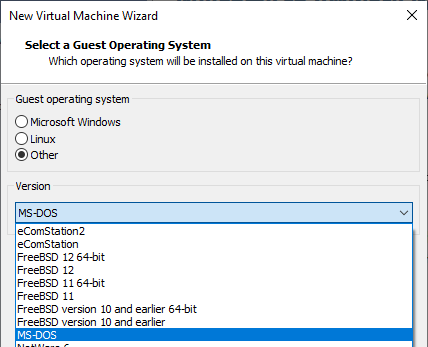 New Virtual Machine Wizard
Select a Guest Operating System
Which operating system will be installed on this virtual machine?
Guest operating system
Microsoft Windows
Linux
Other
Version
MS-DOS
eComStation2
eComStation
FreeBSD 12 64-bit
FreeBSD 12
FreeBSD 11 64-bit
FreeBSD 11
FreeBSD version 10 and earlier 64-bit
FreeBSD version 10 and earlier
MS-DOS